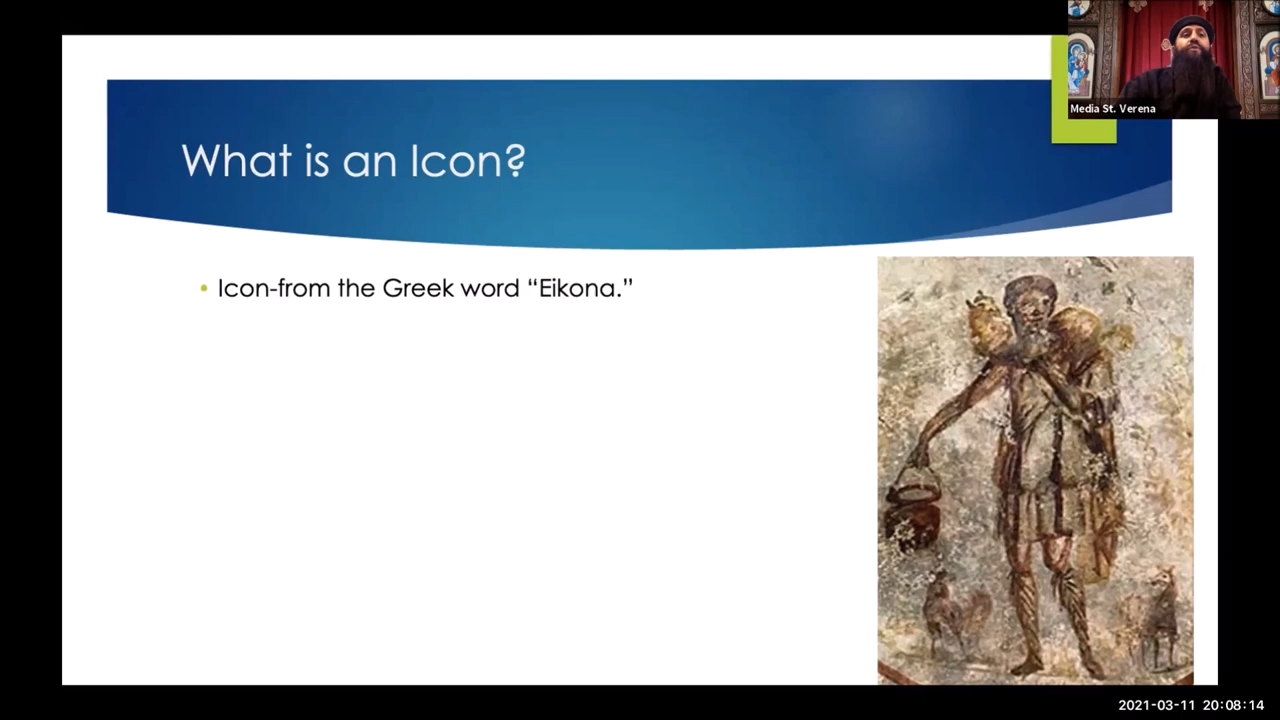 Media St. Verena
What is an Icon?
• Icon-from the Greek word “Eikona.”
2021-03-11 20:08:14